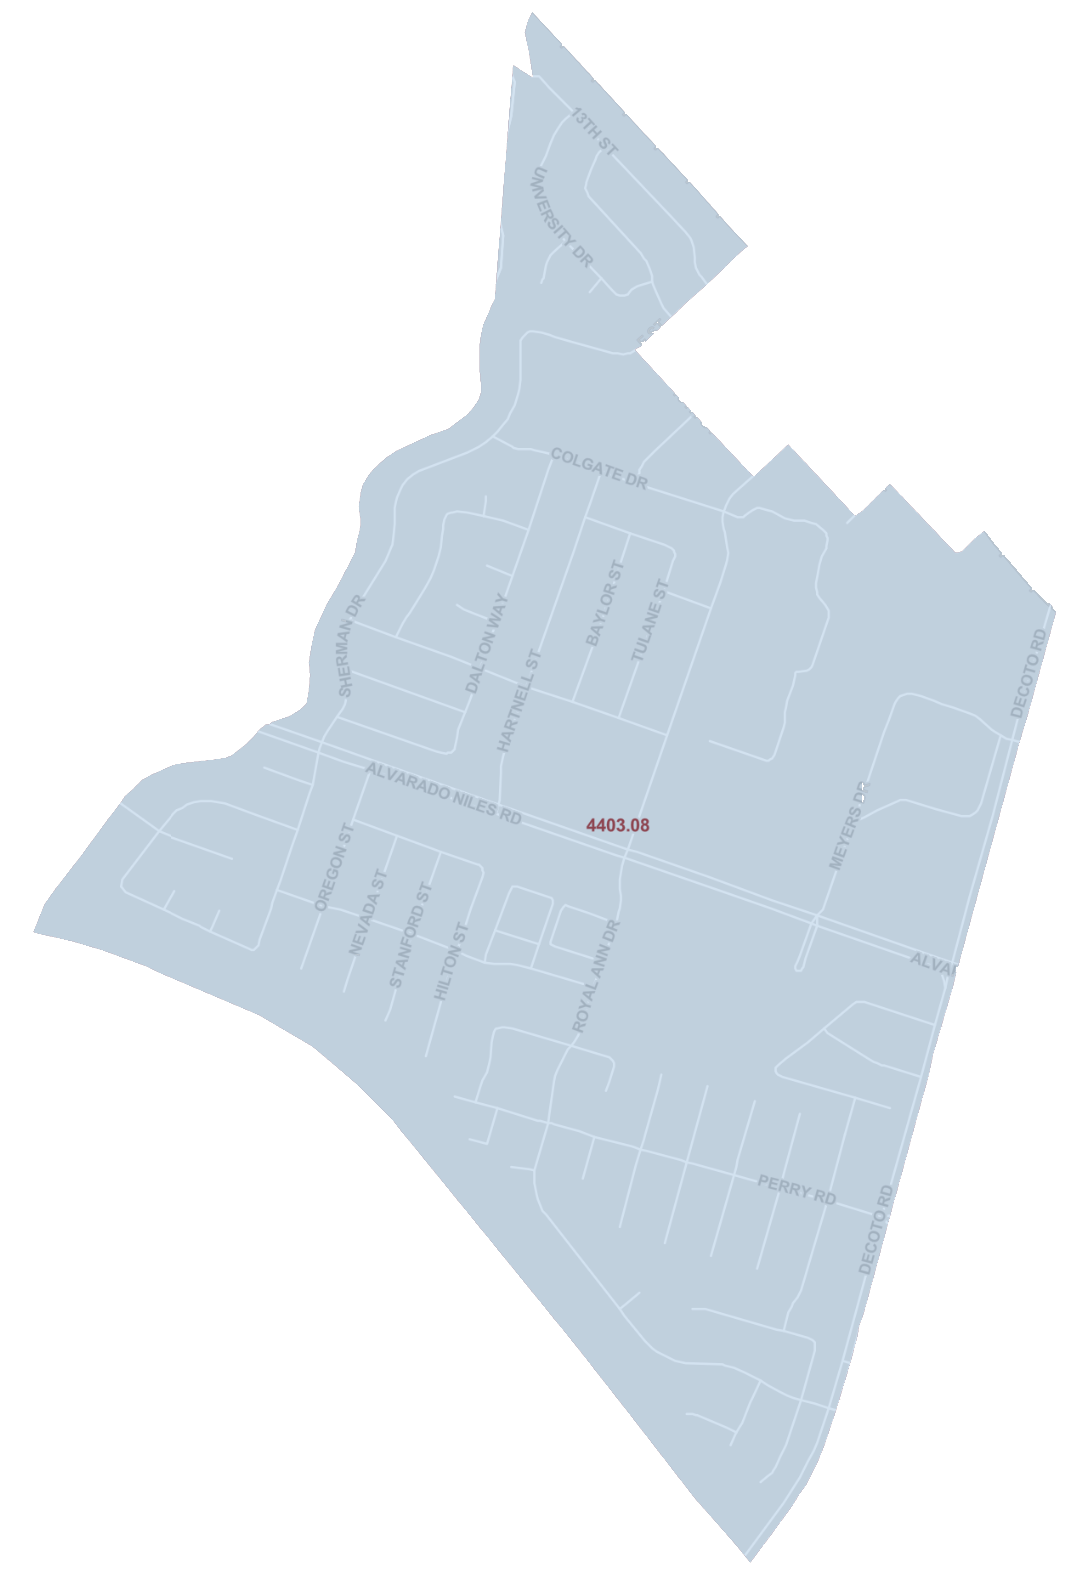 13TH ST
UNIVERSITY DR
COLGATE DR
BAYLOR ST
TULANE ST
SHERMAN DR
DALTON WAY
HARTNELL ST
DECOTO RD
ALVARADO NILES RD
4403.08
MEYERS DR
OREGON ST
NEVADA ST
STANFORD ST
HILTON ST
ROYAL ANN DR
ALVAR
PERRY RD
DECOTO RD